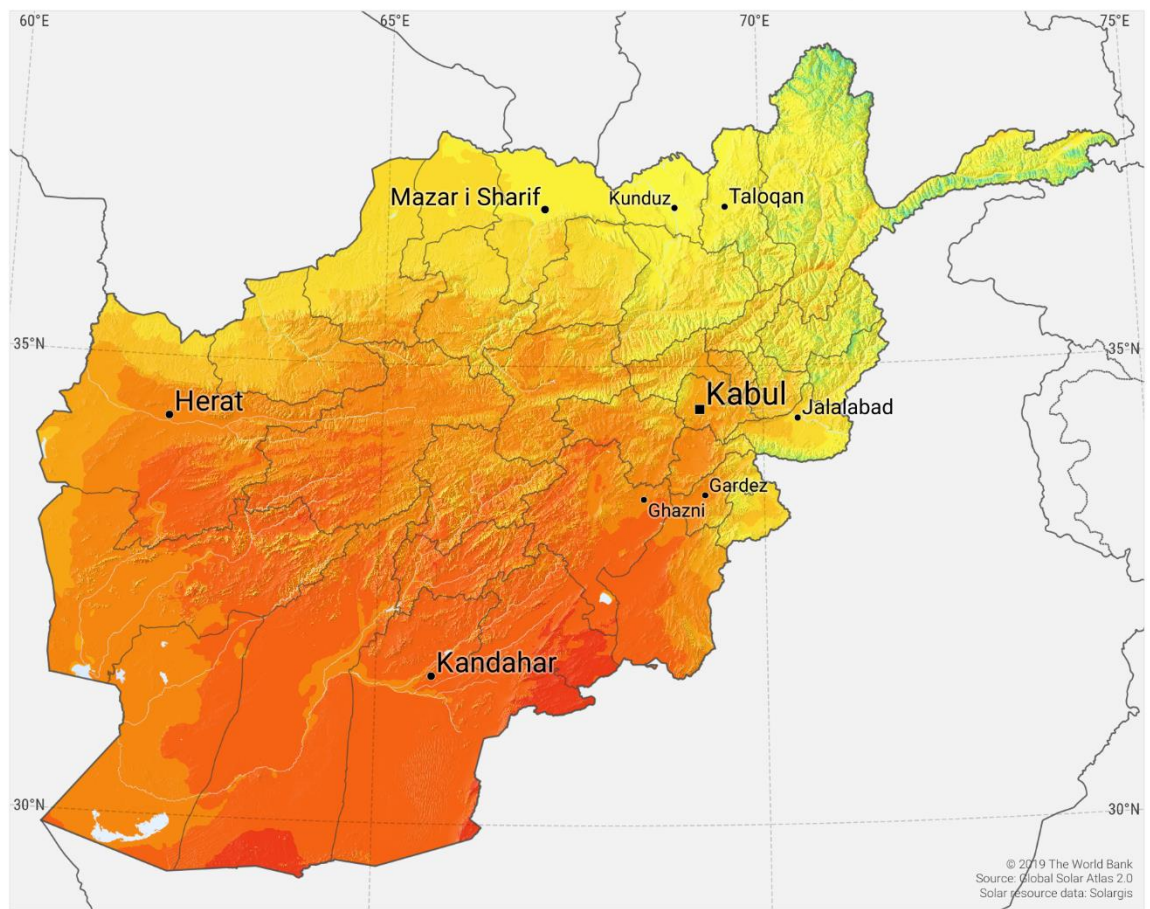 60°E
65°E
70°E
75°E
Mazar i Sharif
Kunduz
Taloqan
35°N
35°N
Herat
Kabul
Jalalabad
Gardez
Ghazni
Kandahar
30°N
30°N
© 2019 The World Bank
Source: Global Solar Atlas 2.0
Solar resource data: Solargis